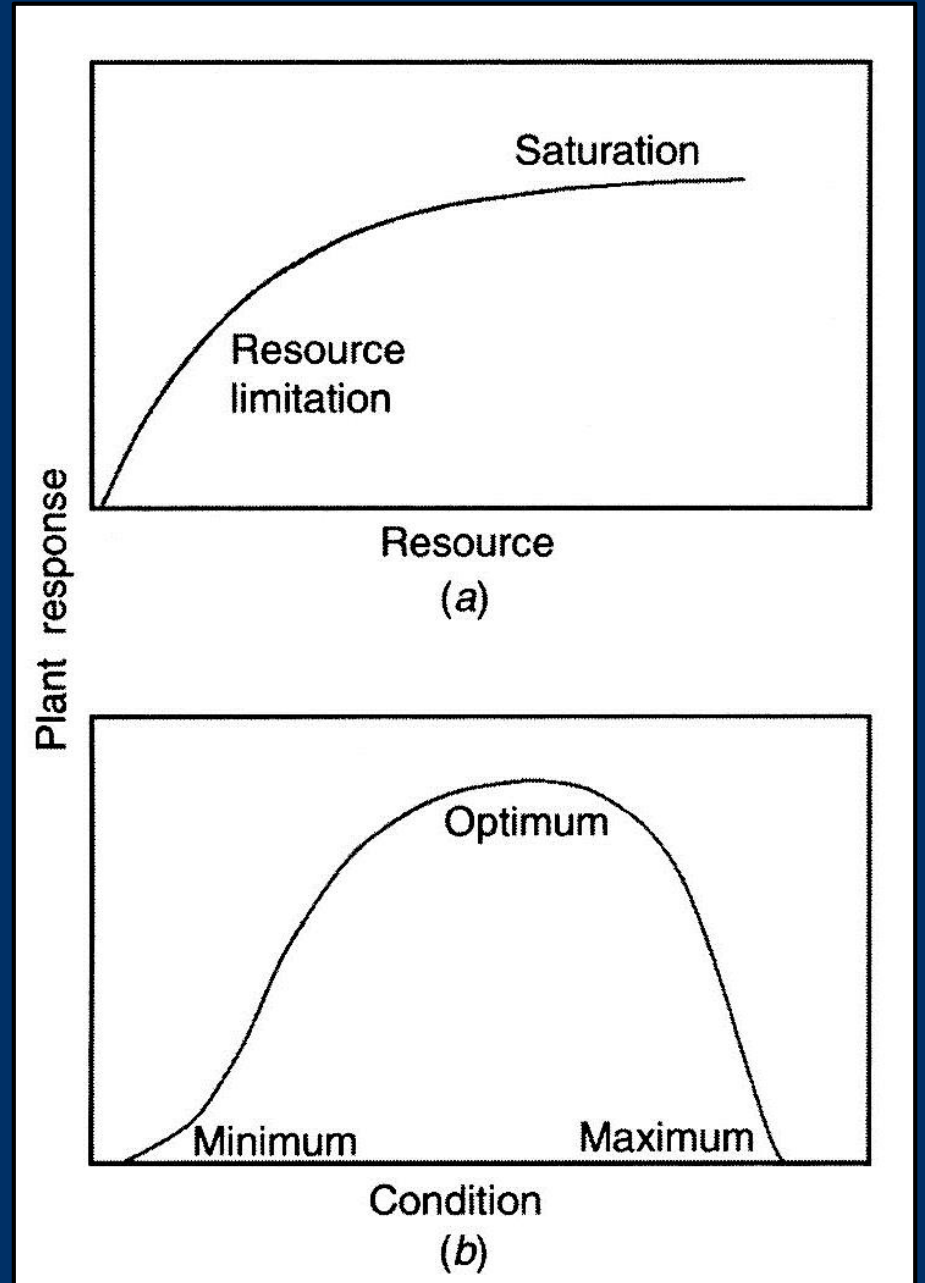 Plant response
Saturation
Resource
limitation
Resource
(a)
Optimum
Minimum
Maximum
Condition
(b)